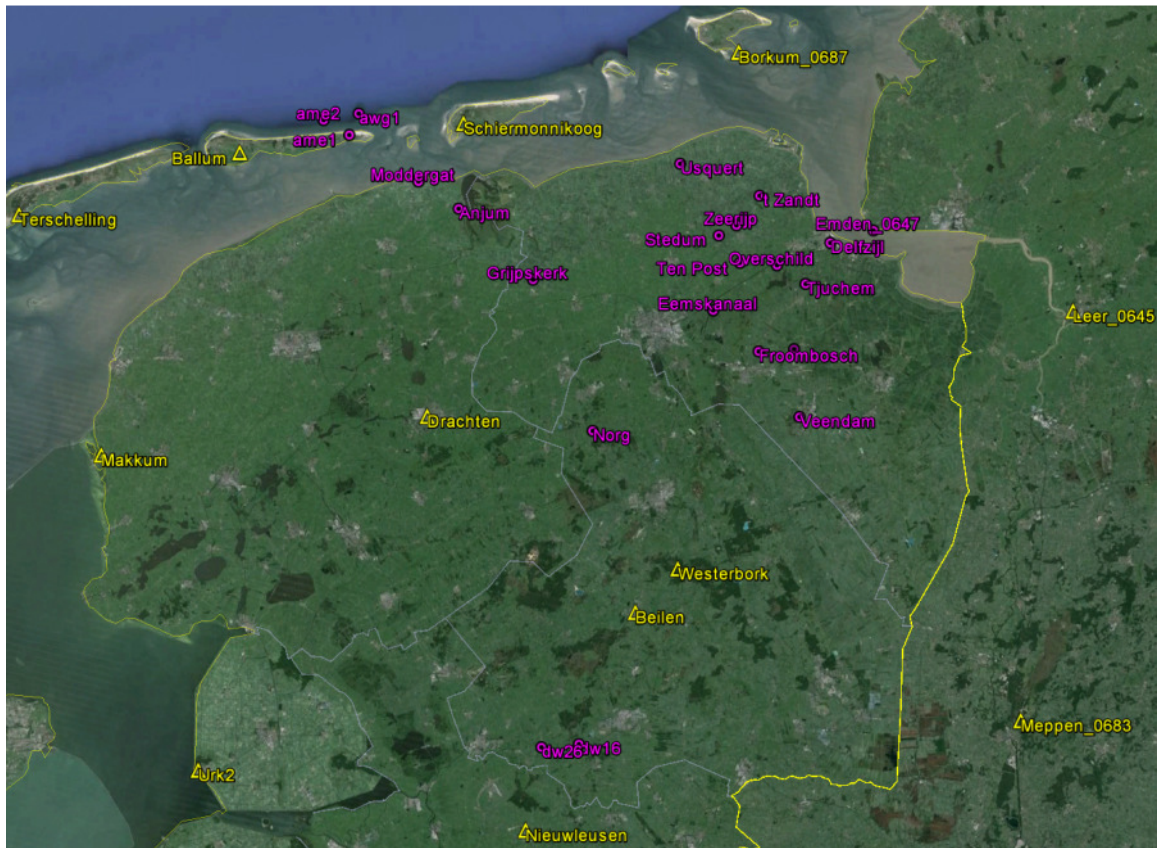 Borkum_0687
ame2
awg1
Schiermonnikoog
ame1
Ballum
Moddergat
Usquert
Anjum
't Zandt
Terschelling
Zeerijp
Emden_0647
Stedum
Delfzijl
Overschild
Ten Post
Grijpskerk
Tjuchem
Eemskanaal
Leer_0645
Froombosch
Drachten
Veendam
Norg
Makkum
Westerbork
Beilen
Meppen_0683
dw26
dw16
Urk2
Nieuwleusen